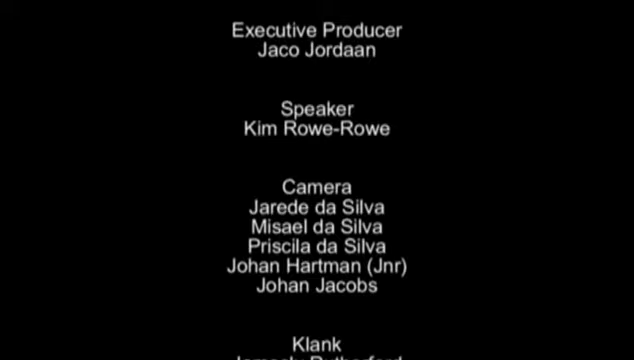 Executive Producer
Jaco Jordaan
Speaker
Kim Rowe-Rowe
Camera
Jarede da Silva
Misael da Silva
Priscila da Silva
Johan Hartman (Jnr)
Johan Jacobs
Klank